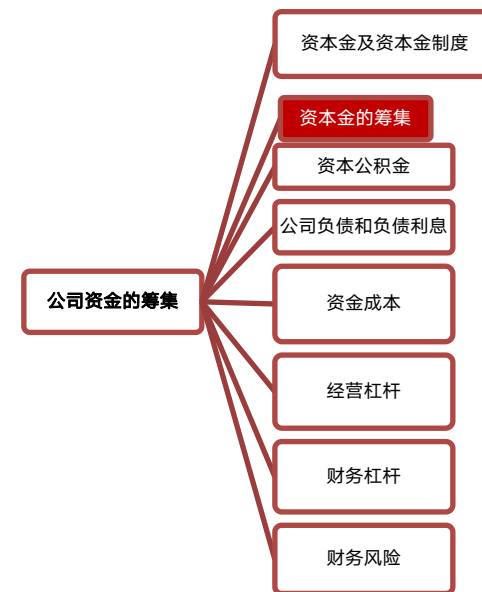 资本金及资本金制度
资本金的筹集
资本公积金
公司负债和负债利息
公司资金的筹集
资金成本
经营杠杆
财务杠杆
财务风险